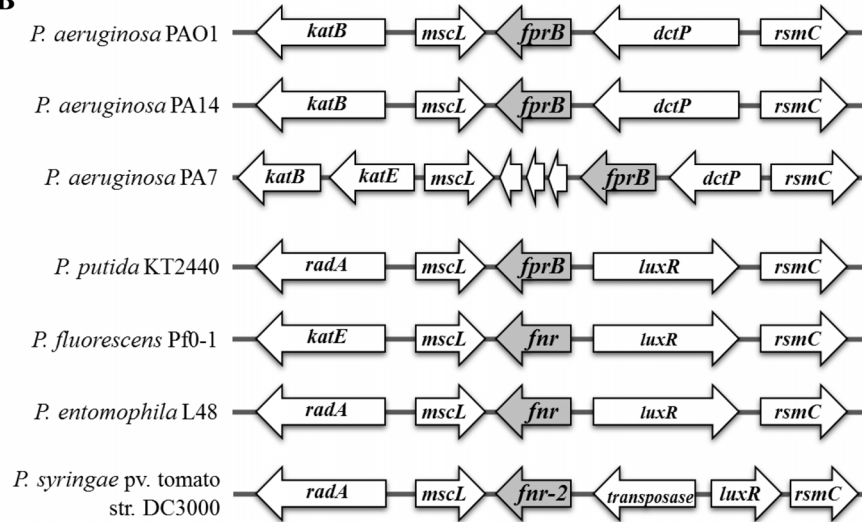 B
P. aeruginosa PAO1 katB mscL fprB dctP rsmC
P. aeruginosa PA14 katB mscL fprB dctP rsmC
P. aeruginosa PA7 katB katE mscL fprB dctP rsmC
P. putida KT2440 radA mscL fprB luxR rsmC
P. fluorescens Pf0-1 katE mscL fnr luxR rsmC
P. entomophila L48 radA mscL fnr luxR rsmC
P. syringae pv. tomato
str. DC3000 radA mscL fnr-2 transposase luxR rsmC